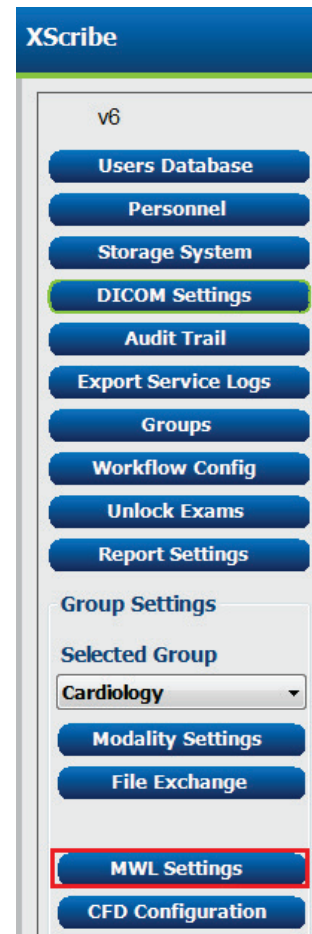 XScribe
v6
Users Database
Personnel
Storage System
DICOM Settings
Audit Trail
Export Service Logs
Groups
Workflow Config
Unlock Exams
Report Settings
Group Settings
Selected Group
Cardiology
Modality Settings
File Exchange
MWL Settings
CFD Configuration